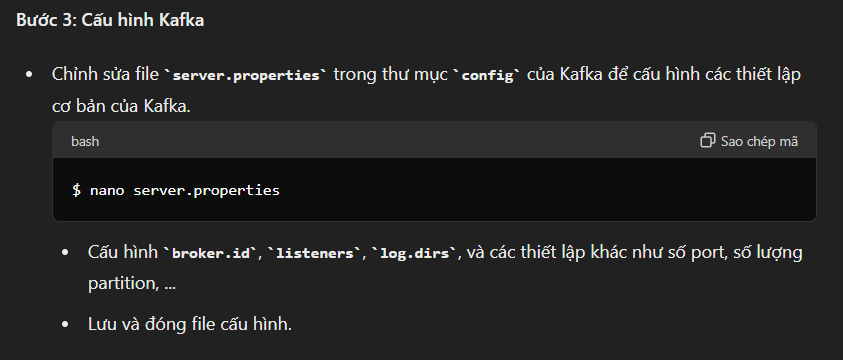 Bước 3: Cấu hình Kafka
• Chỉnh sửa file `server.properties` trong thư mục `config` của Kafka để cấu hình các thiết lập
cơ bản của Kafka.
bash
Sao chép mã
$ nano server.properties
• Cấu hình `broker.id`, `listeners`, `log.dirs`, và các thiết lập khác như số port, số lượng
partition, ...
• Lưu và đóng file cấu hình.